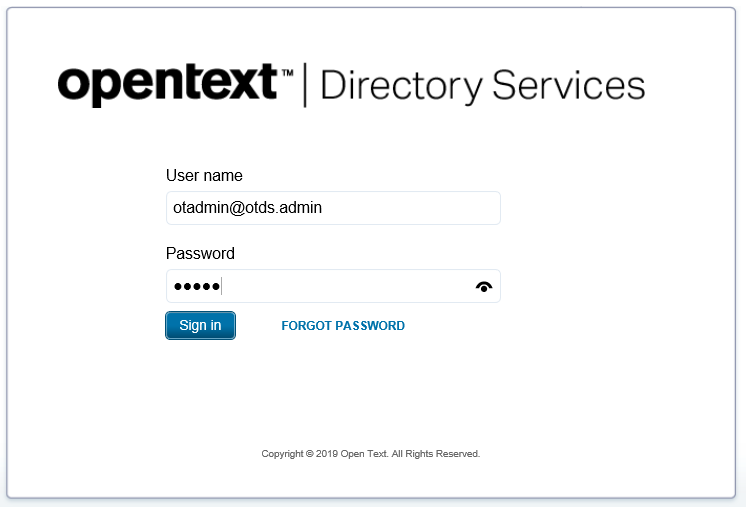 opentext™ | Directory Services
User name
otadmin@otds.admin
Password
•••••
Sign in FORGOT PASSWORD
Copyright © 2019 Open Text. All Rights Reserved.